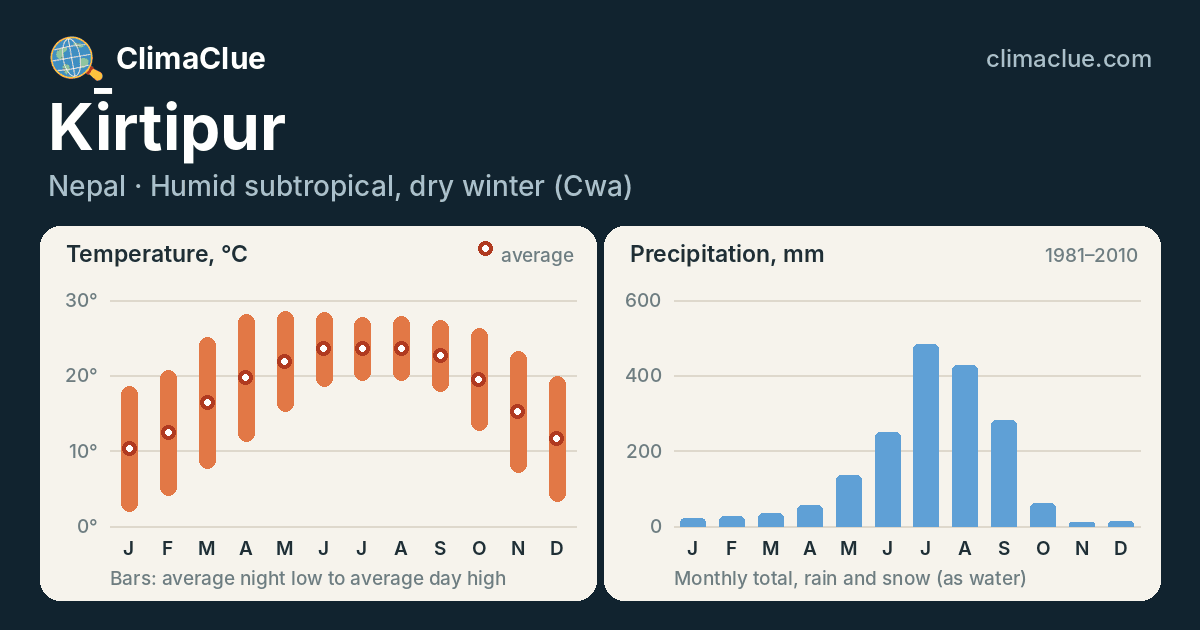 ClimaClue
climaclue.com
Kīrtipur
Nepal · Humid subtropical, dry winter (Cwa)
Temperature, °C
average
30°
20°
10°
0°
J F M A M J J A S O N D
Bars: average night low to average day high
Precipitation, mm
1981–2010
600
400
200
0
J F M A M J J A S O N D
Monthly total, rain and snow (as water)